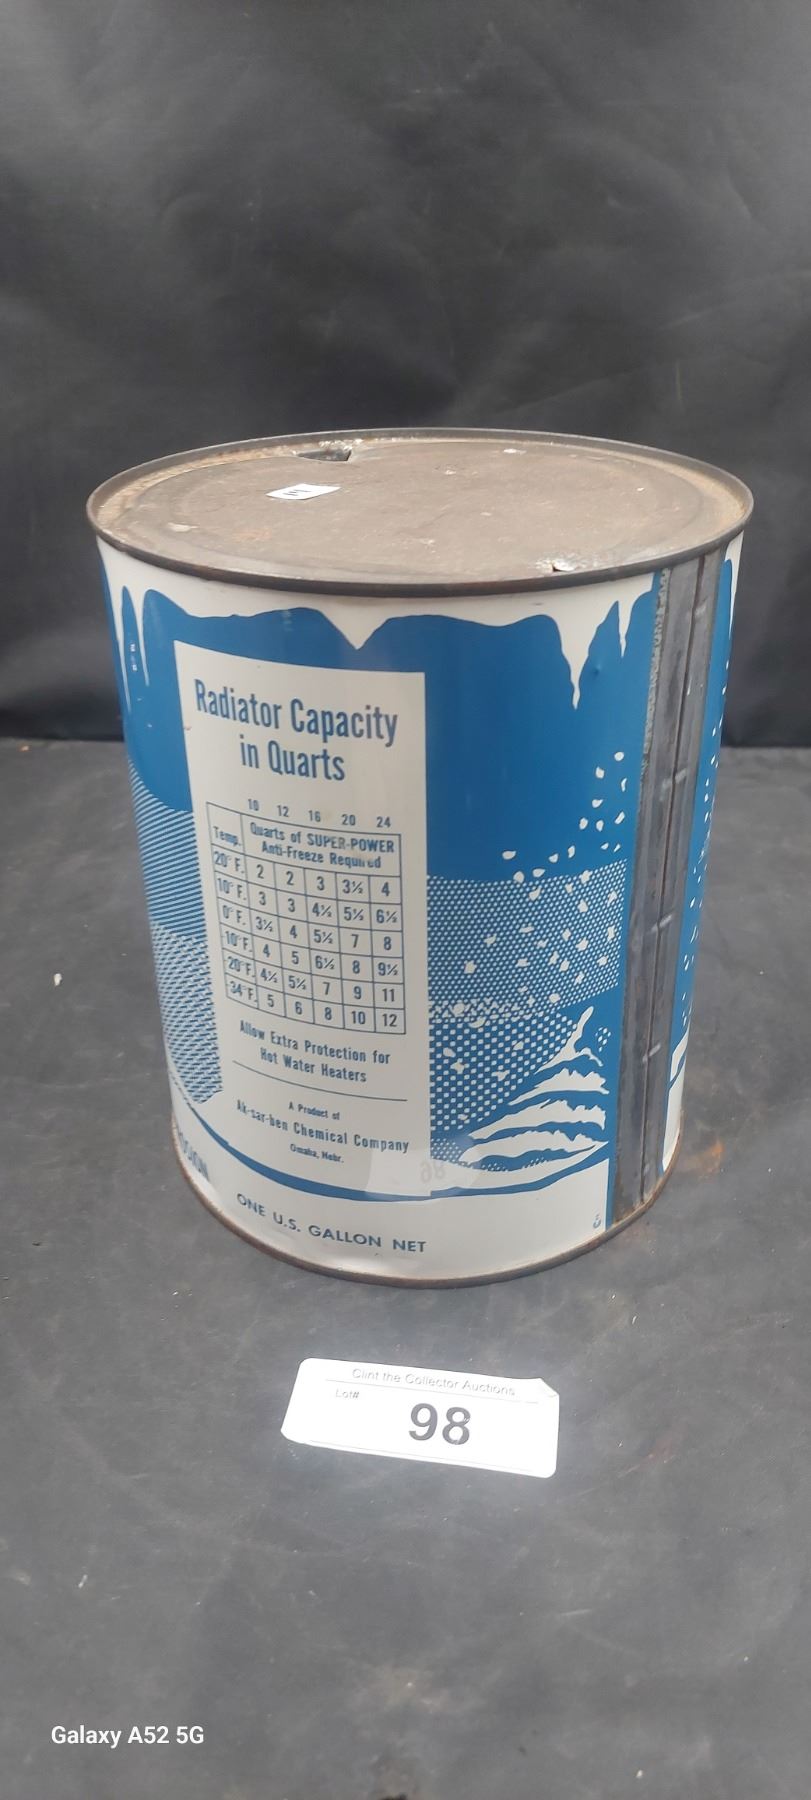 Radiator Capacity
in Quarts
10 12 16 20 24
Temp. Quarts of SUPER-POWER
Anti-Freeze Required
20° F. 2 2 3 3½ 4
10° F. 3 3 4½ 5½ 6½
0° F. 3½ 4 5½ 7 8
-10°F. 4 5 6½ 8 9½
-20°F. 4½ 5½ 7 9 11
-34°F. 5 6 8 10 12
Allow Extra Protection for
Hot Water Heaters
A Product of
Ak-sar-ben Chemical Company
Omaha, Nebr.
ONE U.S. GALLON NET
Clint the Collector Auctions
Lot#
98
Galaxy A52 5G